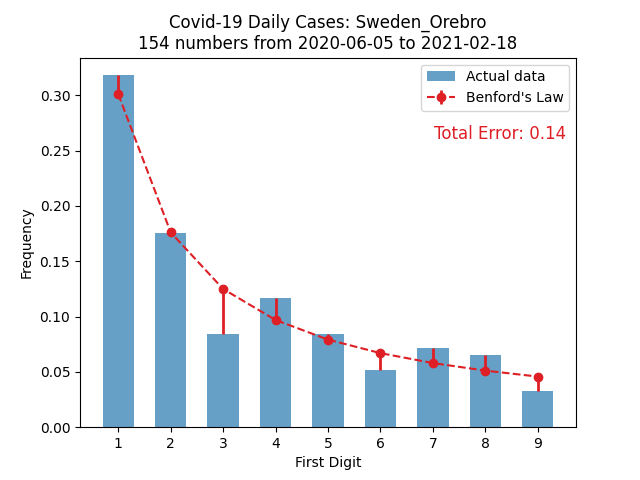 Covid-19 Daily Cases: Sweden_Orebro
154 numbers from 2020-06-05 to 2021-02-18
Actual data
Benford's Law
Total Error: 0.14
Frequency
0.30
0.25
0.20
0.15
0.10
0.05
0.00
1 2 3 4 5 6 7 8 9
First Digit